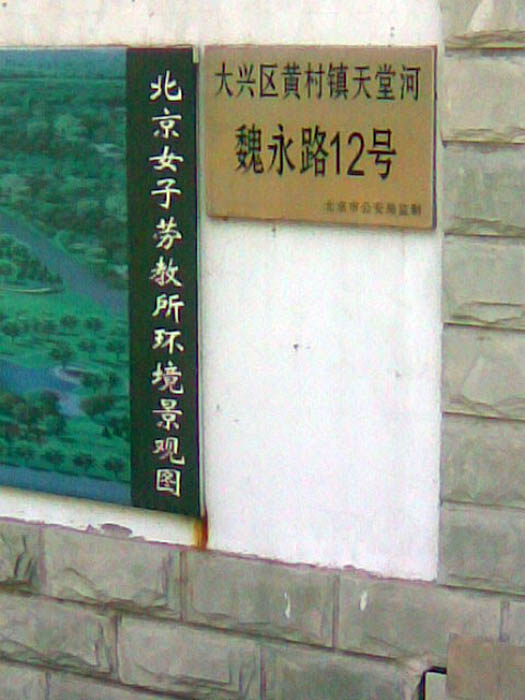 北京女子劳教所环境景观图
大兴区黄村镇天堂河
魏永路12号
北京市公安局监制